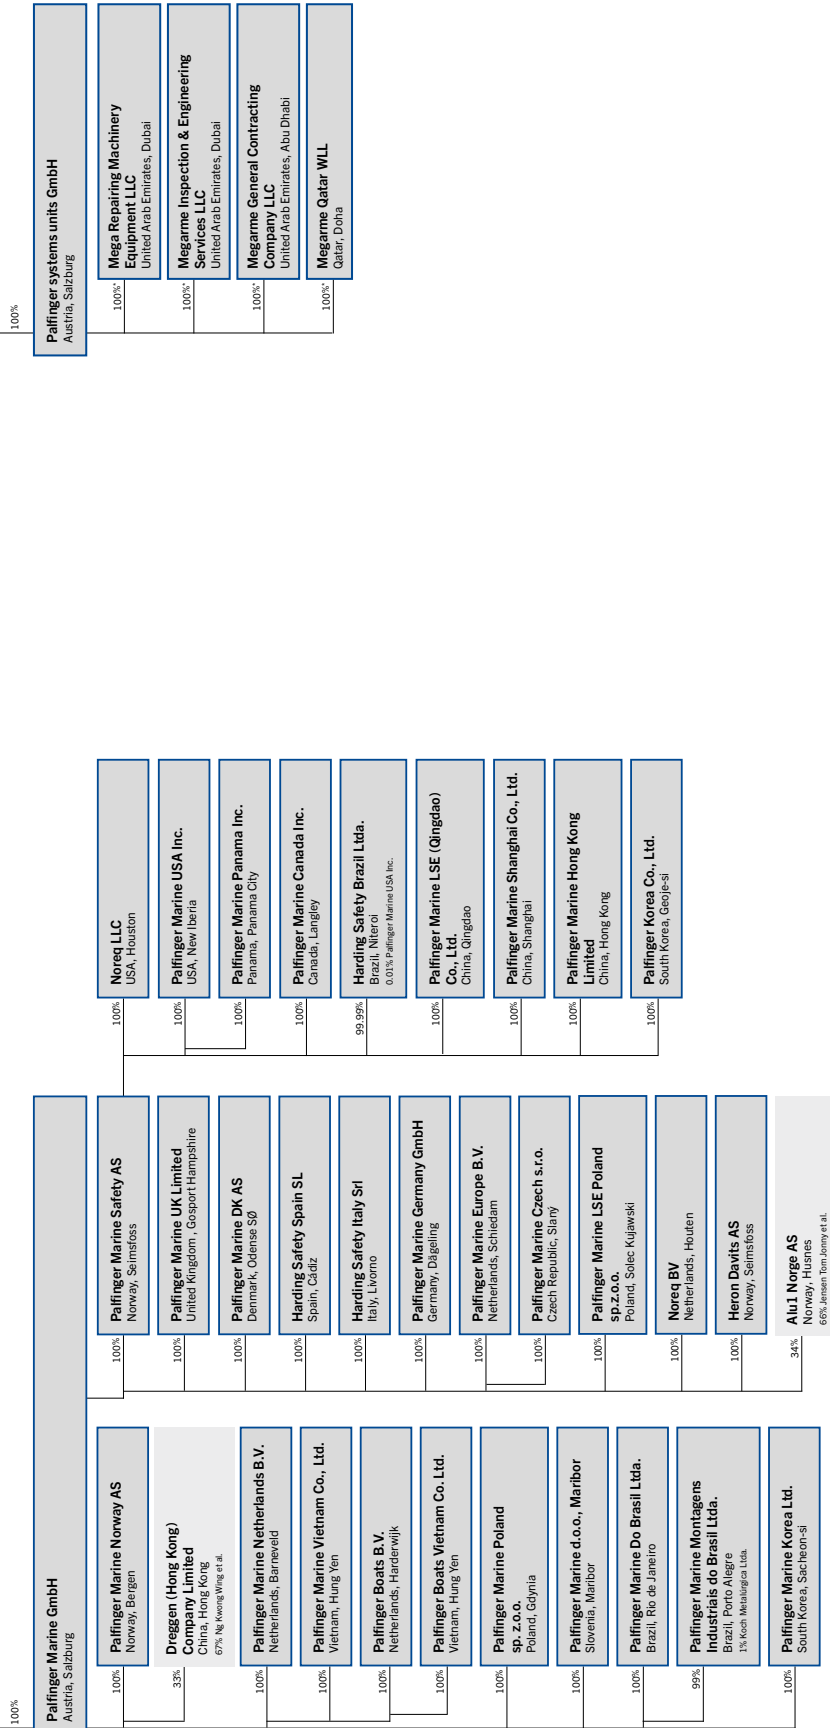 100%
Palfinger Marine GmbH
Austria, Salzburg
100%
Palfinger Marine Norway AS
Norway, Bergen
33%
Dreggen (Hong Kong)
Company Limited
China, Hong Kong
67% Ng Kwong Wing et al.
100%
Palfinger Marine Netherlands B.V.
Netherlands, Barneveld
100%
Palfinger Marine Vietnam Co., Ltd.
Vietnam, Hung Yen
100%
Palfinger Boats B.V.
Netherlands, Harderwijk
100%
Palfinger Boats Vietnam Co. Ltd.
Vietnam, Hung Yen
100%
Palfinger Marine Poland
sp. z.o.o.
Poland, Gdynia
100%
Palfinger Marine d.o.o., Maribor
Slovenia, Maribor
100%
Palfinger Marine Do Brasil Ltda.
Brazil, Rio de Janeiro
99%
Palfinger Marine Montagens
Industriais do Brasil Ltda.
Brazil, Porto Alegre
1% Koch Metalúrgica Ltda.
100%
Palfinger Marine Korea Ltd.
South Korea, Sacheon-si
100%
Palfinger Marine Safety AS
Norway, Seimsfoss
100%
Palfinger Marine UK Limited
United Kingdom , Gosport Hampshire
100%
Palfinger Marine DK AS
Denmark, Odense SØ
100%
Harding Safety Spain SL
Spain, Cádiz
100%
Harding Safety Italy Srl
Italy, Livorno
100%
Palfinger Marine Germany GmbH
Germany, Dägeling
100%
Palfinger Marine Europe B.V.
Netherlands, Schiedam
100%
Palfinger Marine Czech s.r.o.
Czech Republic, Slaný
100%
Palfinger Marine LSE Poland
sp.z.o.o.
Poland, Solec Kujawski
100%
Noreq BV
Netherlands, Houten
100%
Heron Davits AS
Norway, Seimsfoss
34%
Alu1 Norge AS
Norway, Husnes
66% Jensen Tom Jonny et al.
100%
Noreq LLC
USA, Houston
100%
Palfinger Marine USA Inc.
USA, New Iberia
100%
Palfinger Marine Panama Inc.
Panama, Panama City
100%
Palfinger Marine Canada Inc.
Canada, Langley
99.99%
Harding Safety Brazil Ltda.
Brazil, Niteroi
0.01% Palfinger Marine USA Inc.
100%
Palfinger Marine LSE (Qingdao)
Co., Ltd.
China, Qingdao
100%
Palfinger Marine Shanghai Co., Ltd.
China, Shanghai
100%
Palfinger Marine Hong Kong
Limited
China, Hong Kong
100%
Palfinger Korea Co., Ltd.
South Korea, Geoje-si
100%
Palfinger systems units GmbH
Austria, Salzburg
100%*
Mega Repairing Machinery
Equipment LLC
United Arab Emirates, Dubai
100%*
Megarme Inspection & Engineering
Services LLC
United Arab Emirates, Dubai
100%*
Megarme General Contracting
Company LLC
United Arab Emirates, Abu Dhabi
100%*
Megarme Qatar WLL
Qatar, Doha